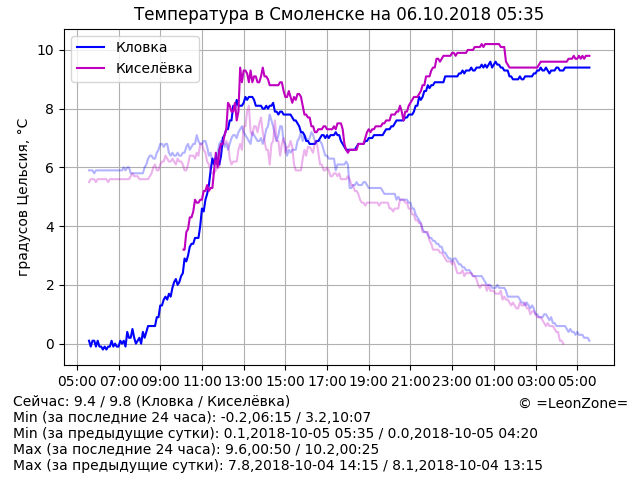 Температура в Смоленске на 06.10.2018 05:35
Кловка
Киселёвка
градусов Цельсия, °C
10
8
6
4
2
0
05:00 07:00 09:00 11:00 13:00 15:00 17:00 19:00 21:00 23:00 01:00 03:00 05:00
Сейчас: 9.4 / 9.8 (Кловка / Киселёвка)
© =LeonZone=
Min (за последние 24 часа): -0.2,06:15 / 3.2,10:07
Min (за предыдущие сутки): 0.1,2018-10-05 05:35 / 0.0,2018-10-05 04:20
Max (за последние 24 часа): 9.6,00:50 / 10.2,00:25
Max (за предыдущие сутки): 7.8,2018-10-04 14:15 / 8.1,2018-10-04 13:15